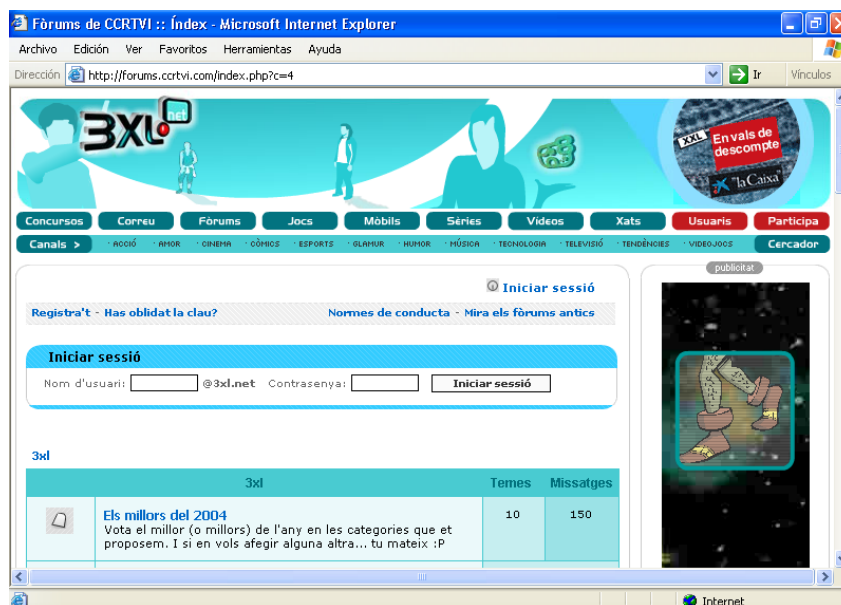 Fòrums de CCRTVI :: Índex - Microsoft Internet Explorer
Archivo Edición Ver Favoritos Herramientas Ayuda
Dirección http://forums.ccrtvi.com/index.php?c=4 Ir Vínculos
3XL.net
XXL En vals de descompte
"la Caixa"
Concursos Correu Fòrums Jocs Mòbils Sèries Vídeos Xats Usuaris Participa
Canals > · ACCIÓ · AMOR · CINEMA · CÒMICS · ESPORTS · GLAMUR · HUMOR · MÚSICA · TECNOLOGIA · TELEVISIÓ · TENDÈNCIES · VIDEOJOCS Cercador
publicitat
Iniciar sessió
Registra't - Has oblidat la clau? Normes de conducta - Mira els fòrums antics
Iniciar sessió
Nom d'usuari: @3xl.net Contrasenya: Iniciar sessió
3xl
3xl Temes Missatges
Els millors del 2004 10 150
Vota el millor (o millors) de l'any en les categories que et
proposem. I si en vols afegir alguna altra... tu mateix :P
Internet